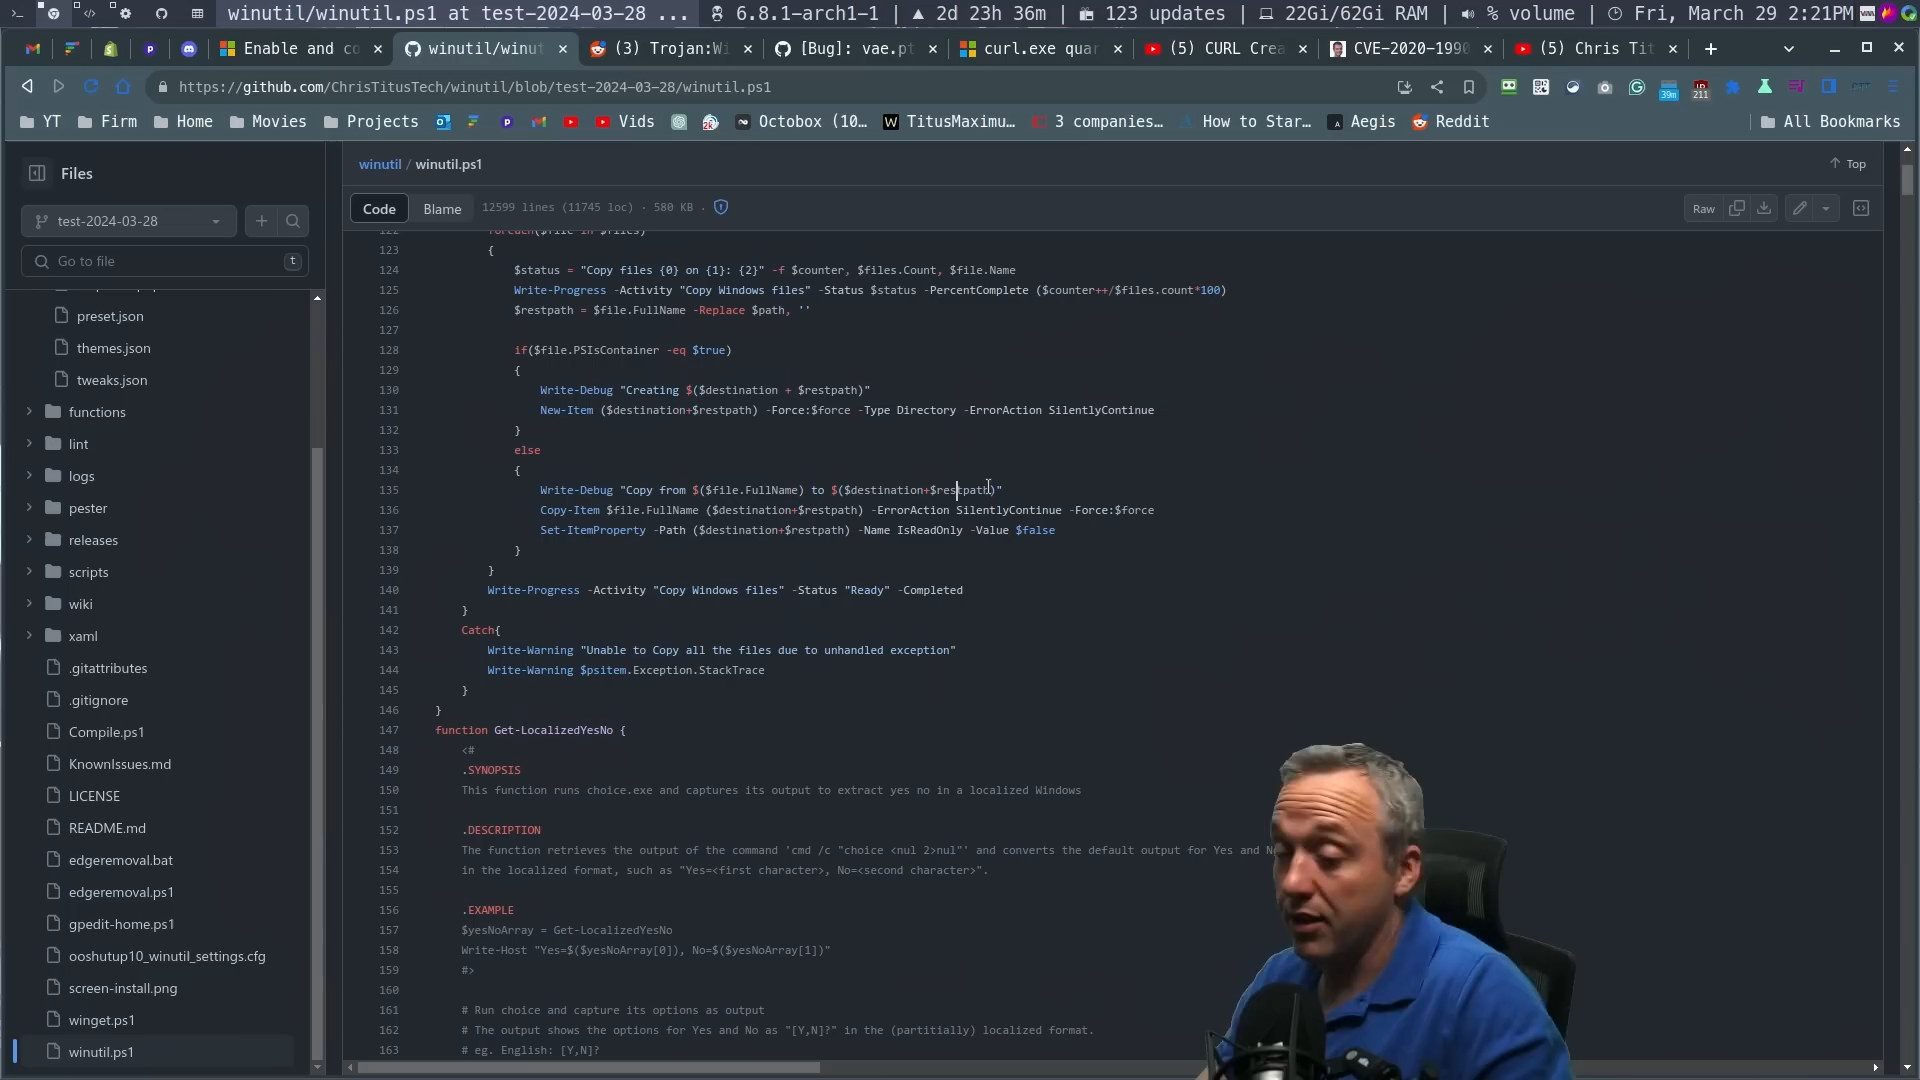 winutil/winutil.ps1 at test-2024-03-28 ...
6.8.1-arch1-1 | 2d 23h 36m | 123 updates | 22Gi/62Gi RAM | % volume | Fri, March 29 2:21PM
Enable and co
winutil/winut
(3) Trojan:Wi
[Bug]: vae.pt
curl.exe quar
(5) CURL Crea
CVE-2020-1990
(5) Chris Tit
https://github.com/ChrisTitusTech/winutil/blob/test-2024-03-28/winutil.ps1
39m
211
YT Firm Home Movies Projects Vids Octobox (10... TitusMaximu... 3 companies... How to Star... Aegis Reddit All Bookmarks
Files
test-2024-03-28
Go to file t
preset.json
themes.json
tweaks.json
functions
lint
logs
pester
releases
scripts
wiki
xaml
.gitattributes
.gitignore
Compile.ps1
KnownIssues.md
LICENSE
README.md
edgeremoval.bat
edgeremoval.ps1
gpedit-home.ps1
ooshutup10_winutil_settings.cfg
screen-install.png
winget.ps1
winutil.ps1
winutil / winutil.ps1
Top
Code Blame 12599 lines (11745 loc) · 580 KB · Raw
122 foreach($file in $files)
123 {
124 $status = "Copy files {0} on {1}: {2}" -f $counter, $files.Count, $file.Name
125 Write-Progress -Activity "Copy Windows files" -Status $status -PercentComplete ($counter++/$files.count*100)
126 $restpath = $file.FullName -Replace $path, ''
127
128 if($file.PSIsContainer -eq $true)
129 {
130 Write-Debug "Creating $($destination + $restpath)"
131 New-Item ($destination+$restpath) -Force:$force -Type Directory -ErrorAction SilentlyContinue
132 }
133 else
134 {
135 Write-Debug "Copy from $($file.FullName) to $($destination+$restpath)"
136 Copy-Item $file.FullName ($destination+$restpath) -ErrorAction SilentlyContinue -Force:$force
137 Set-ItemProperty -Path ($destination+$restpath) -Name IsReadOnly -Value $false
138 }
139 }
140 Write-Progress -Activity "Copy Windows files" -Status "Ready" -Completed
141 }
142 Catch{
143 Write-Warning "Unable to Copy all the files due to unhandled exception"
144 Write-Warning $psitem.Exception.StackTrace
145 }
146 }
147 function Get-LocalizedYesNo {
148 <#
149 .SYNOPSIS
150 This function runs choice.exe and captures its output to extract yes no in a localized Windows
151
152 .DESCRIPTION
153 The function retrieves the output of the command 'cmd /c "choice <nul 2>nul"' and converts the default output for Yes and N
154 in the localized format, such as "Yes=<first character>, No=<second character>".
155
156 .EXAMPLE
157 $yesNoArray = Get-LocalizedYesNo
158 Write-Host "Yes=$($yesNoArray[0]), No=$($yesNoArray[1])"
159 #>
160
161 # Run choice and capture its options as output
162 # The output shows the options for Yes and No as "[Y,N]?" in the (partitially) localized format.
163 # eg. English: [Y,N]?